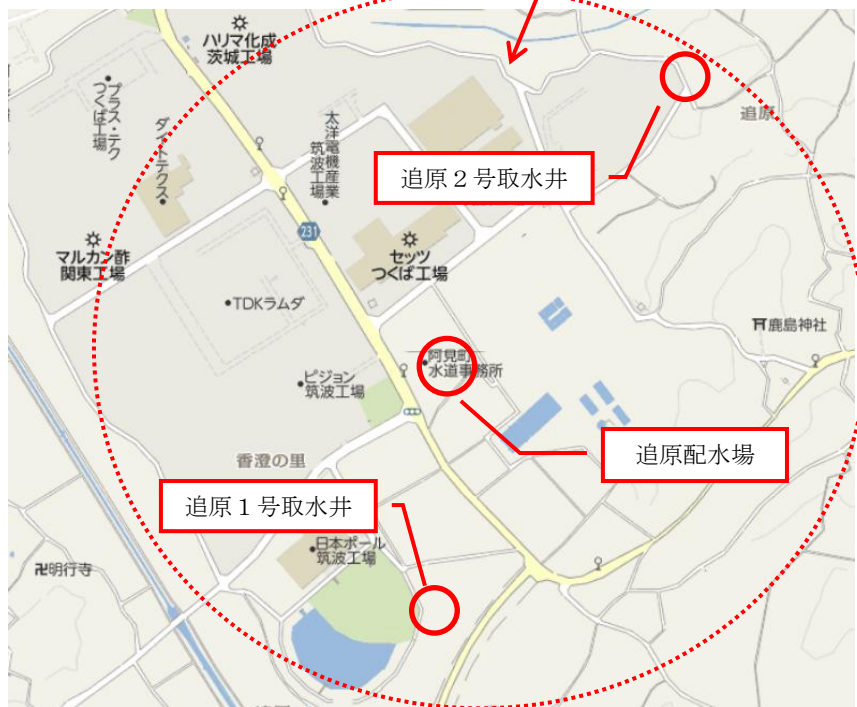 ハリマ化成
茨城工場
プラス・テク
つくば工場
ダイトテクス
太洋電機産業
筑波工場
追原
追原２号取水井
231
マルカン酢
関東工場
セッツ
つくば工場
TDKラムダ
鹿島神社
阿見町
水道事務所
ピジョン
筑波工場
追原配水場
香澄の里
追原１号取水井
日本ポール
筑波工場
卍明行寺